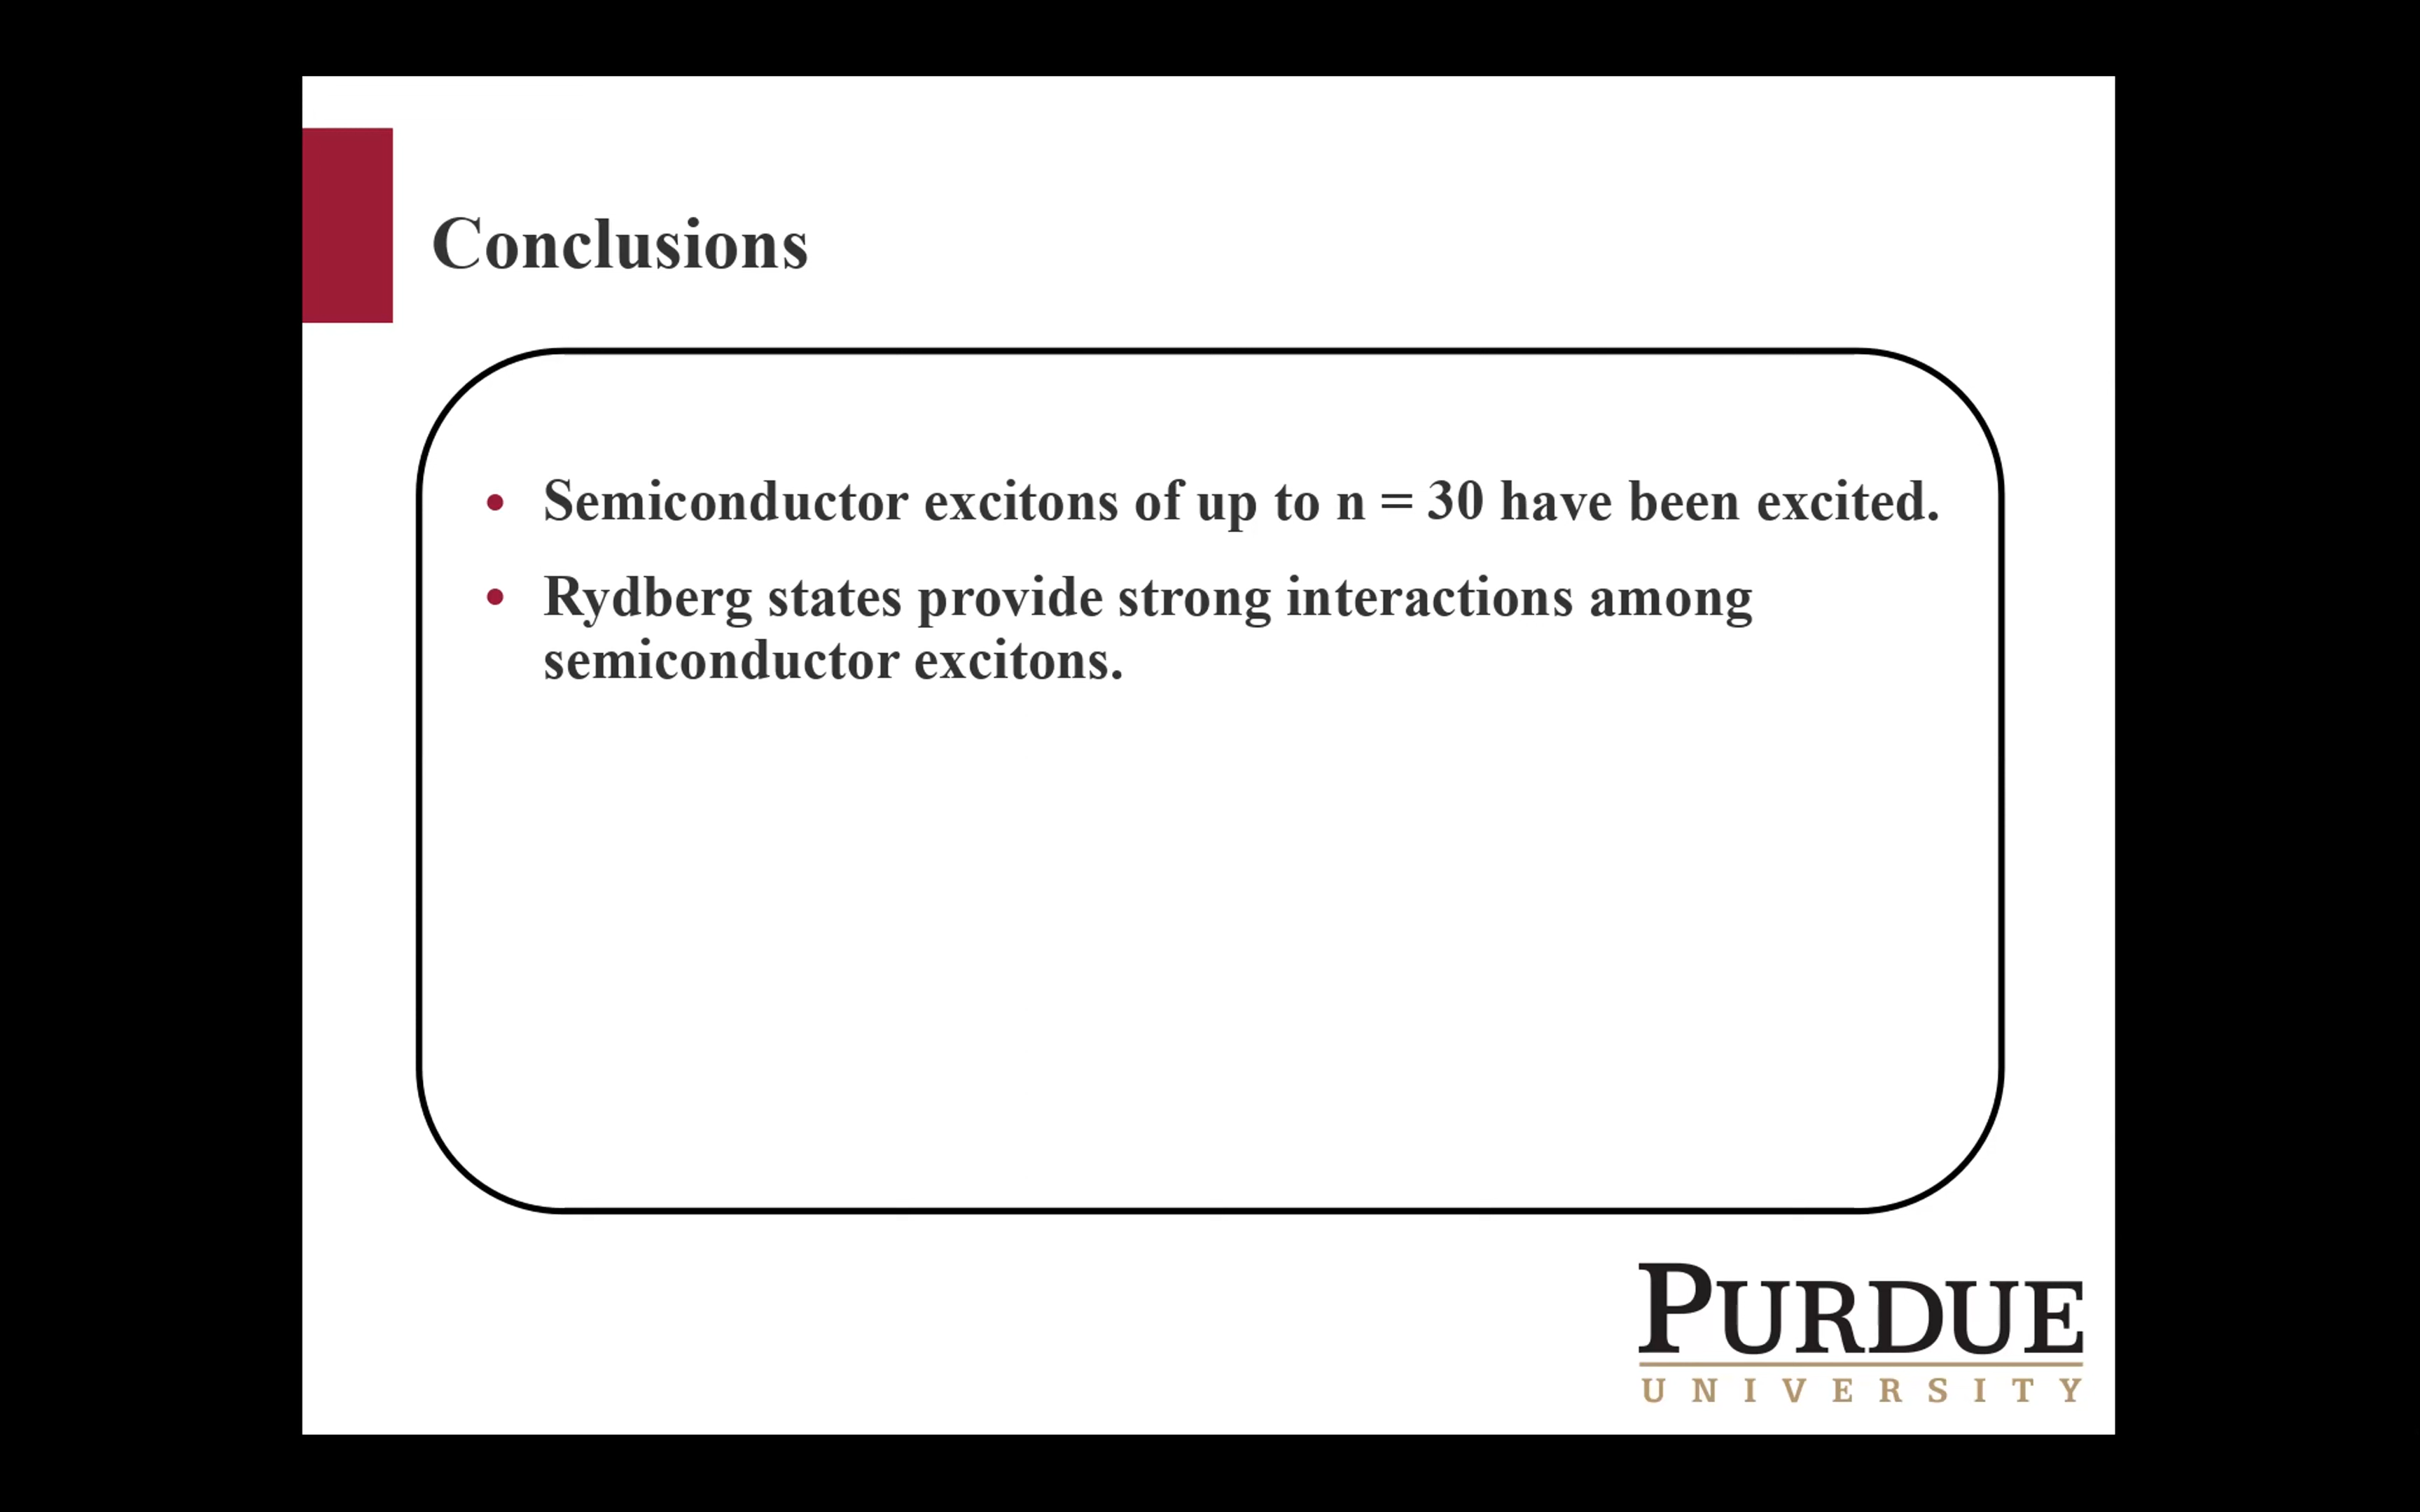 Conclusions
• Semiconductor excitons of up to n = 30 have been excited.
• Rydberg states provide strong interactions among
semiconductor excitons.
PURDUE
UNIVERSITY